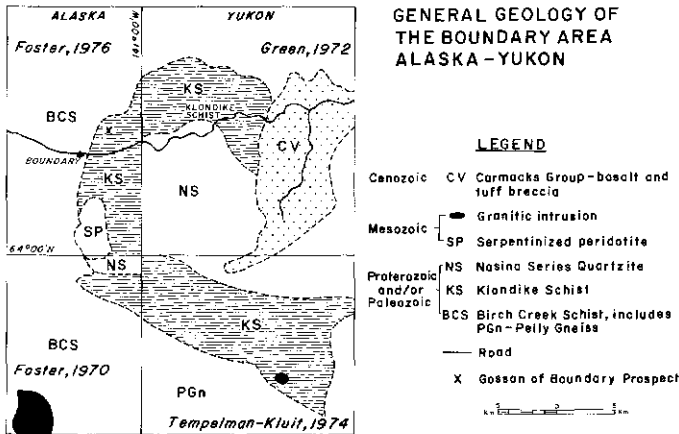 ALASKA
YUKON
141°00'W
Foster, 1976
Green, 1972
KS
KLONDIKE
SCHIST
BCS
x
BOUNDARY
CV
KS
NS
SP
64°00'N
NS
KS
BCS
Foster, 1970
PGn
Tempelman-Kluit, 1974
GENERAL GEOLOGY OF
THE BOUNDARY AREA
ALASKA-YUKON
LEGEND
Cenozoic CV Carmacks Group-basalt and
tuff breccia
Mesozoic Granitic intrusion
SP Serpentinized peridotite
Proterozoic
and/or
Paleozoic
NS Nasina Series Quartzite
KS Klondike Schist
BCS Birch Creek Schist, includes
PGn-Pelly Gneiss
Road
X Gossan of Boundary Prospect
Km 5 0 5 Km